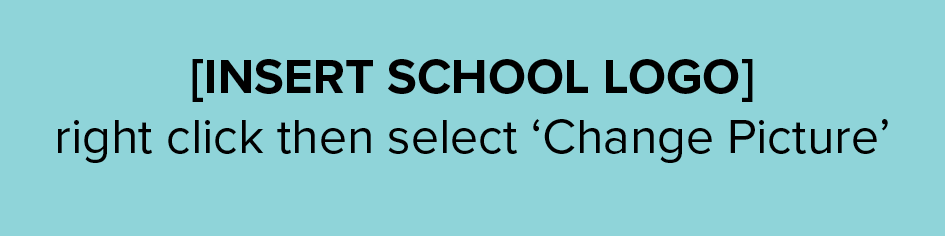 [INSERT SCHOOL LOGO]
right click then select ‘Change Picture’